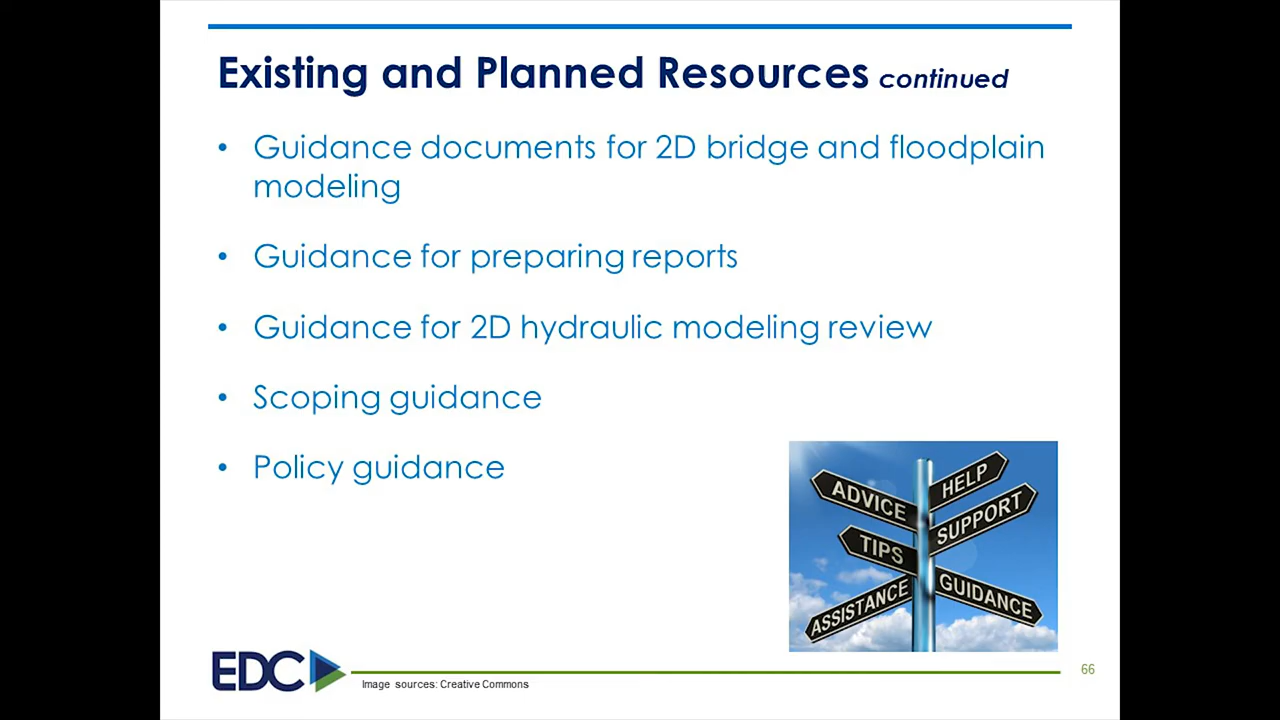 Existing and Planned Resources continued
• Guidance documents for 2D bridge and floodplain
modeling
• Guidance for preparing reports
• Guidance for 2D hydraulic modeling review
• Scoping guidance
• Policy guidance
ADVICE
HELP
SUPPORT
TIPS
ASSISTANCE
GUIDANCE
EDC
Image sources: Creative Commons
66